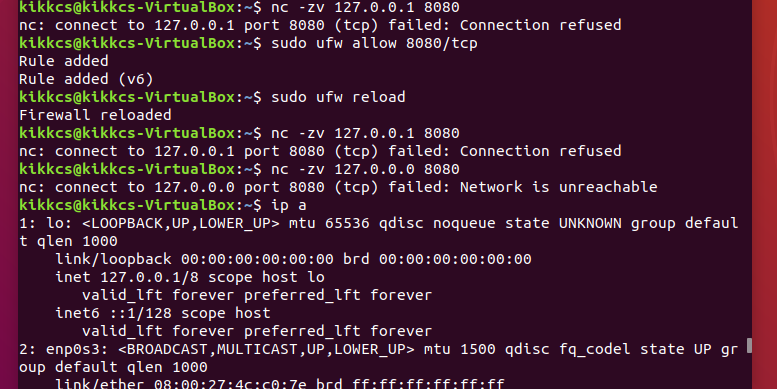 kikkcs@kikkcs-VirtualBox:~$ nc -zv 127.0.0.1 8080
nc: connect to 127.0.0.1 port 8080 (tcp) failed: Connection refused
kikkcs@kikkcs-VirtualBox:~$ sudo ufw allow 8080/tcp
Rule added
Rule added (v6)
kikkcs@kikkcs-VirtualBox:~$ sudo ufw reload
Firewall reloaded
kikkcs@kikkcs-VirtualBox:~$ nc -zv 127.0.0.1 8080
nc: connect to 127.0.0.1 port 8080 (tcp) failed: Connection refused
kikkcs@kikkcs-VirtualBox:~$ nc -zv 127.0.0.0 8080
nc: connect to 127.0.0.0 port 8080 (tcp) failed: Network is unreachable
kikkcs@kikkcs-VirtualBox:~$ ip a
1: lo: <LOOPBACK,UP,LOWER_UP> mtu 65536 qdisc noqueue state UNKNOWN group defaul
t qlen 1000
    link/loopback 00:00:00:00:00:00 brd 00:00:00:00:00:00
    inet 127.0.0.1/8 scope host lo
       valid_lft forever preferred_lft forever
    inet6 ::1/128 scope host
       valid_lft forever preferred_lft forever
2: enp0s3: <BROADCAST,MULTICAST,UP,LOWER_UP> mtu 1500 qdisc fq_codel state UP gr
oup default qlen 1000
    link/ether 08:00:27:4c:c0:7e brd ff:ff:ff:ff:ff:ff